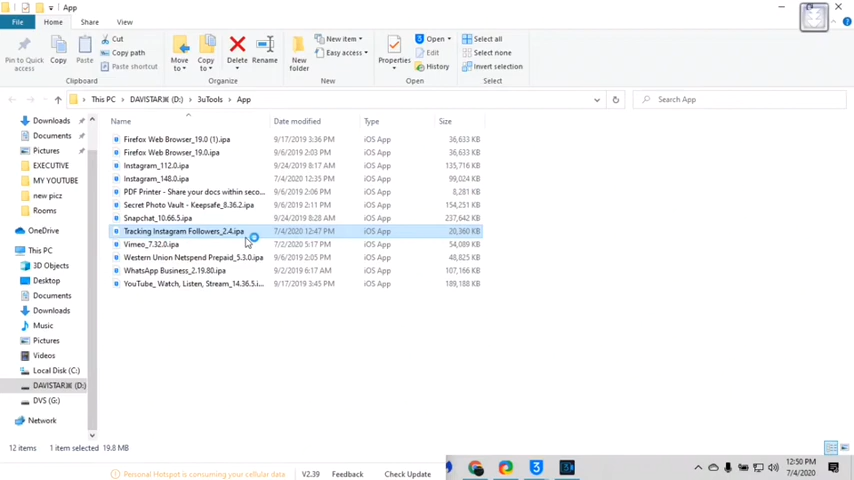 App
File Home Share View
Pin to Quick access
Copy
Paste
Cut
Copy path
Paste shortcut
Clipboard
Move to
Copy to
Delete
Rename
Organize
New folder
New item
Easy access
New
Properties
Open
Edit
History
Open
Select all
Select none
Invert selection
Select
This PC > DAVISTAR⌘ (D:) > 3uTools > App
Search App
Name Date modified Type Size
Firefox Web Browser_19.0 (1).ipa 9/17/2019 3:36 PM iOS App 36,633 KB
Firefox Web Browser_19.0.ipa 9/6/2019 2:03 PM iOS App 36,633 KB
Instagram_112.0.ipa 9/24/2019 8:17 AM iOS App 135,716 KB
Instagram_148.0.ipa 7/4/2020 12:35 PM iOS App 99,024 KB
PDF Printer - Share your docs within seco... 9/6/2019 2:06 PM iOS App 8,281 KB
Secret Photo Vault - Keepsafe_8.36.2.ipa 9/6/2019 2:06 PM iOS App 154,251 KB
Snapchat_10.66.5.ipa 9/24/2019 8:28 AM iOS App 237,642 KB
Tracking Instagram Followers_2.4.ipa 7/4/2020 12:47 PM iOS App 20,360 KB
Vimeo_7.32.0.ipa 7/2/2020 5:17 PM iOS App 54,089 KB
Western Union Netspend Prepaid_5.3.0.ipa 9/6/2019 2:05 PM iOS App 48,825 KB
WhatsApp Business_2.19.80.ipa 9/2/2019 6:17 AM iOS App 107,166 KB
YouTube_ Watch, Listen, Stream_14.36.5.i... 9/17/2019 3:45 PM iOS App 189,188 KB
Downloads
Documents
Pictures
EXECUTIVE
MY YOUTUBE
new picz
Rooms
OneDrive
This PC
3D Objects
Desktop
Documents
Downloads
Music
Pictures
Videos
Local Disk (C:)
DAVISTAR⌘ (D:)
DVS (G:)
Network
12 items 1 item selected 19.8 MB
Personal Hotspot is consuming your cellular data V2.39 Feedback Check Update
12:50 PM
7/4/2020